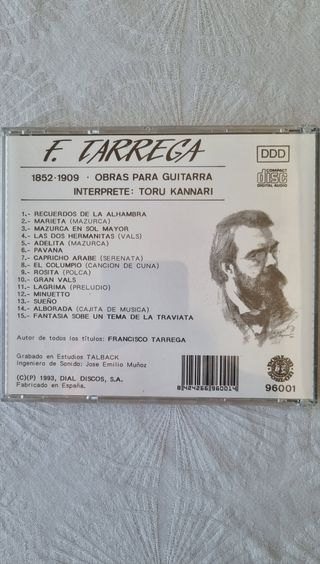 F. TARREGA
DDD
1852·1909 · OBRAS PARA GUITARRA
INTERPRETE: TORU KANNARI
COMPACT
disc
DIGITAL AUDIO
1.- RECUERDOS DE LA ALHAMBRA
2.- MARIETA (MAZURCA)
3.- MAZURCA EN SOL MAYOR
4.- LAS DOS HERMANITAS (VALS)
5.- ADELITA (MAZURCA)
6.- PAVANA
7.- CAPRICHO ARABE (SERENATA)
8.- EL COLUMPIO (CANCION DE CUNA)
9.- ROSITA (POLCA)
10.- GRAN VALS
11.- LAGRIMA (PRELUDIO)
12.- MINUETTO
13.- SUEÑO
14.- ALBORADA (CAJITA DE MUSICA)
15.- FANTASIA SOBE UN TEMA DE LA TRAVIATA
Autor de todos los títulos: FRANCISCO TARREGA
Grabado en Estudios TALBACK
Ingeniero de Sonido: Jose Emilio Muñoz
(C)(P) 1993, DIAL DISCOS, S.A.
Fabricado en España.
8 424266 960014
96001